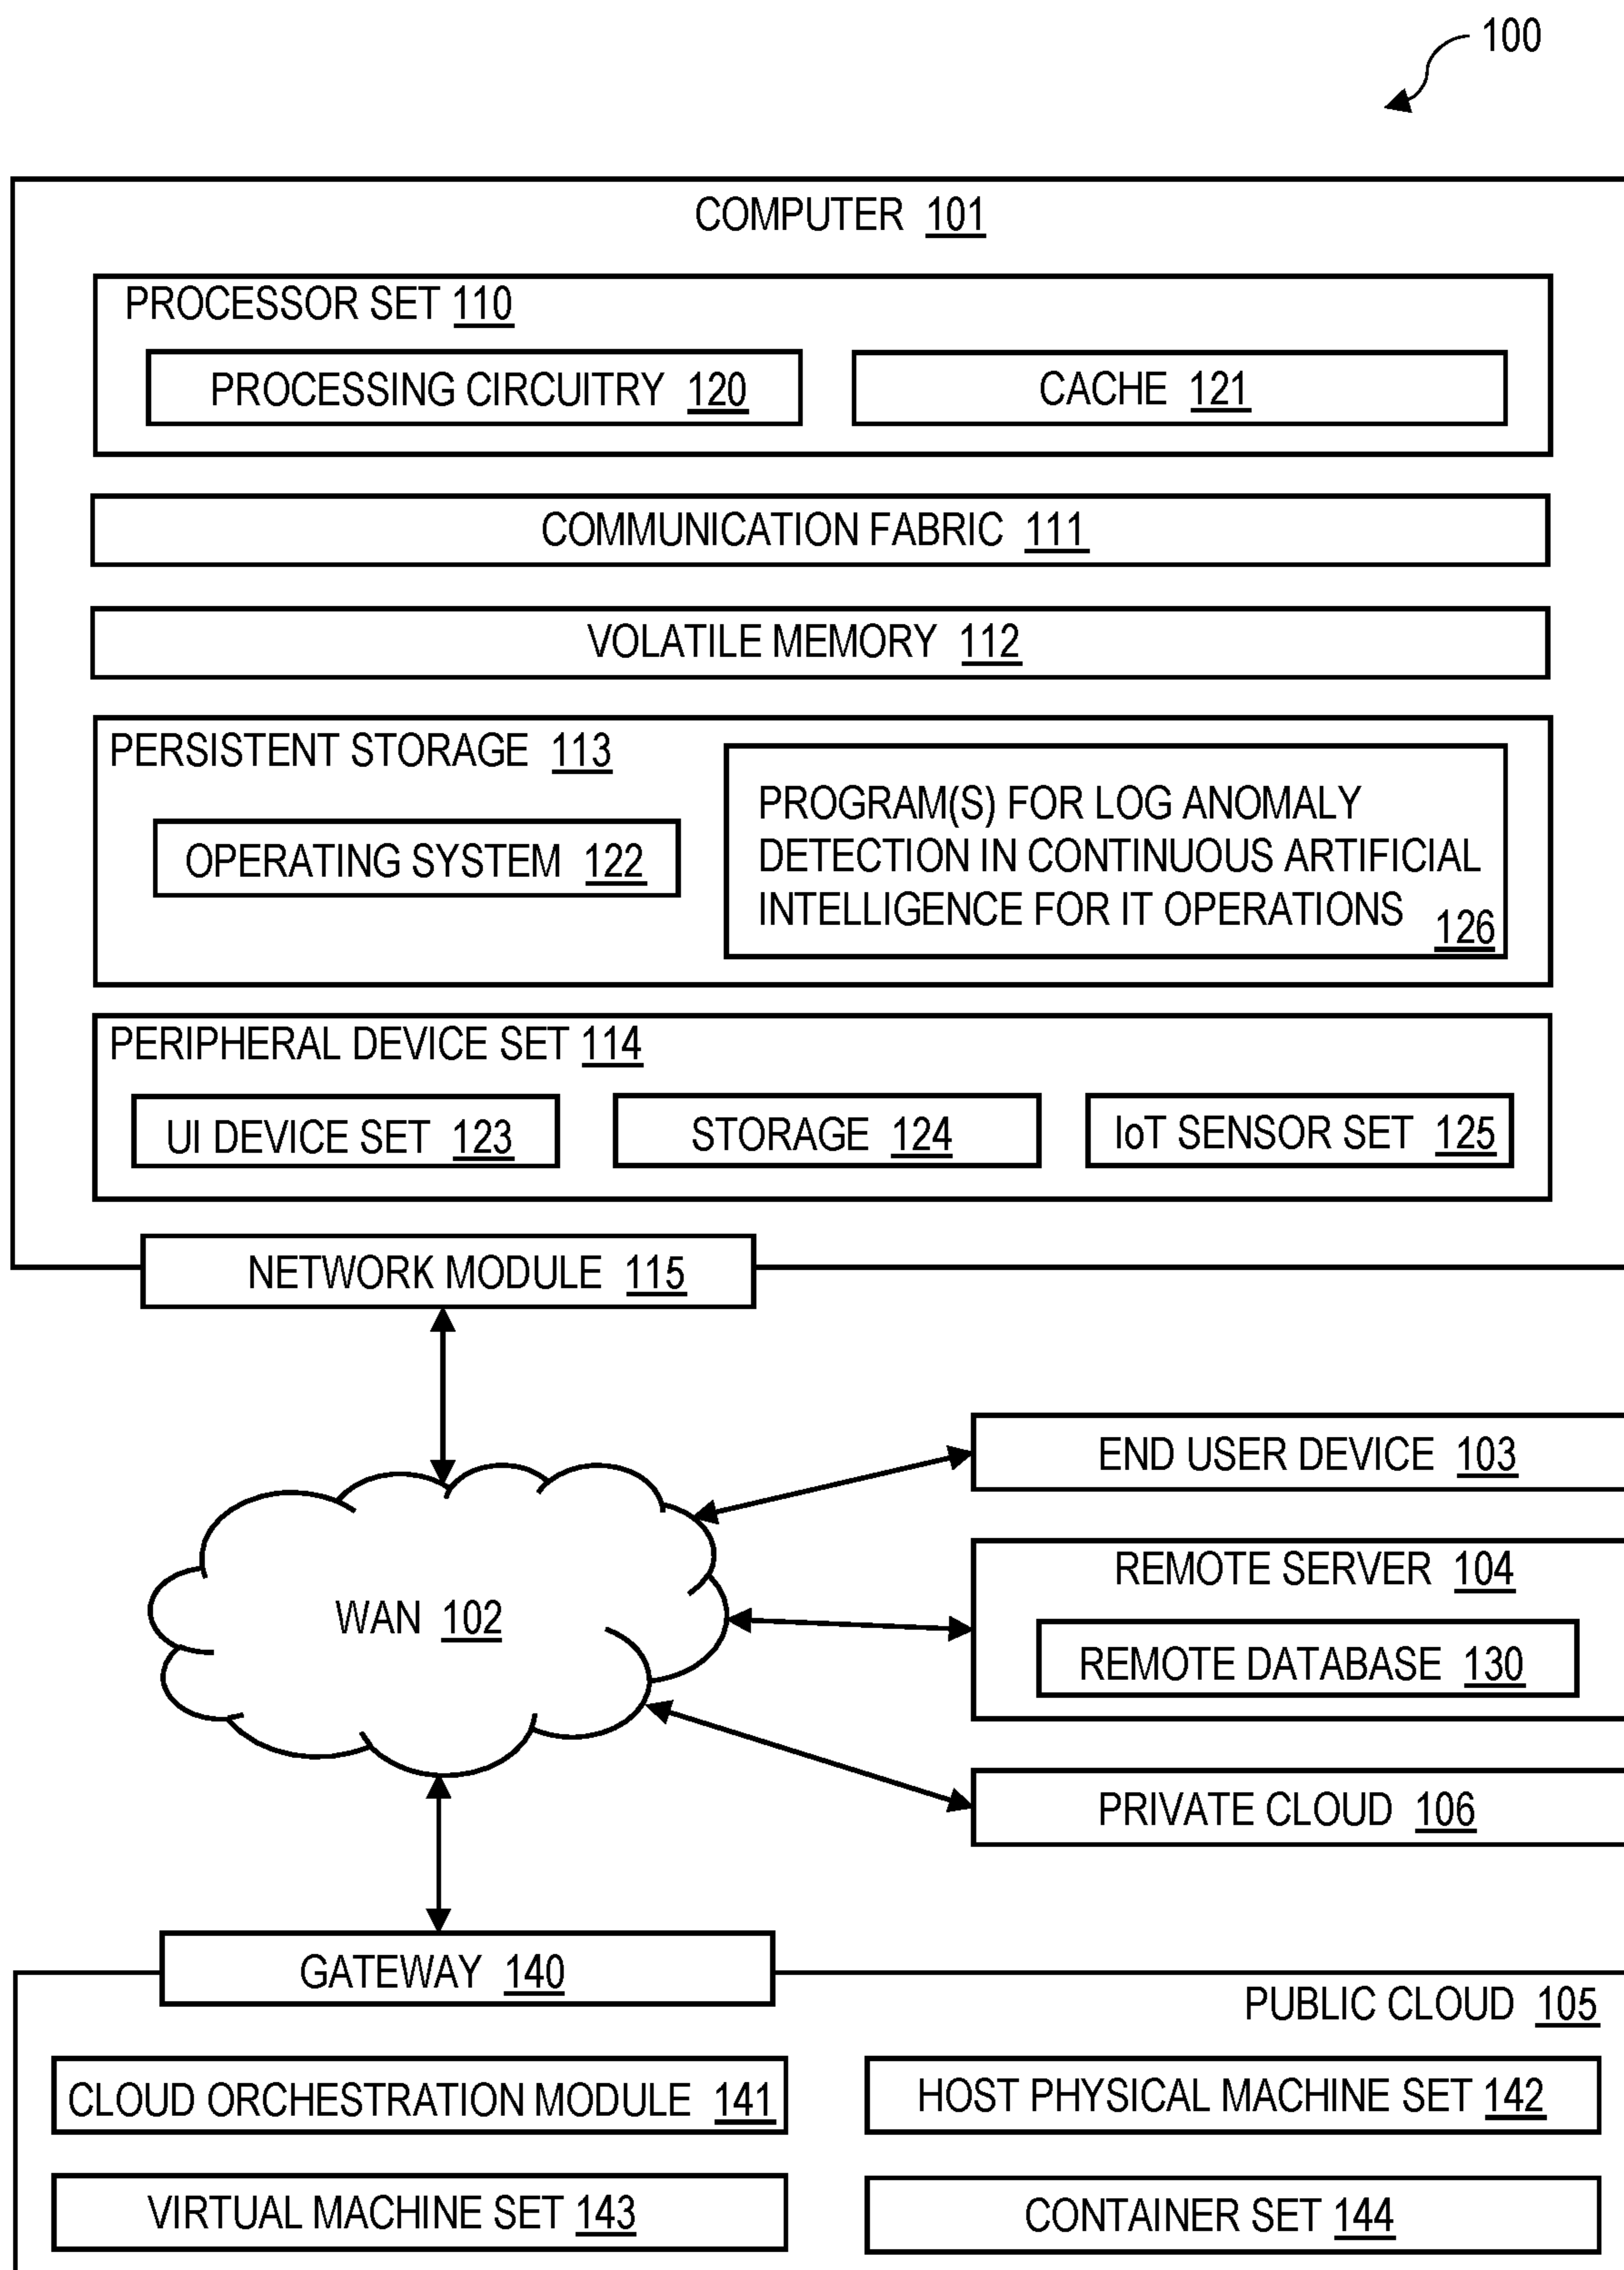 100
COMPUTER 101
PROCESSOR SET 110
PROCESSING CIRCUITRY 120
CACHE 121
COMMUNICATION FABRIC 111
VOLATILE MEMORY 112
PERSISTENT STORAGE 113
OPERATING SYSTEM 122
PROGRAM(S) FOR LOG ANOMALY
DETECTION IN CONTINUOUS ARTIFICIAL
INTELLIGENCE FOR IT OPERATIONS 126
PERIPHERAL DEVICE SET 114
UI DEVICE SET 123
STORAGE 124
IoT SENSOR SET 125
NETWORK MODULE 115
WAN 102
END USER DEVICE 103
REMOTE SERVER 104
REMOTE DATABASE 130
PRIVATE CLOUD 106
GATEWAY 140
PUBLIC CLOUD 105
CLOUD ORCHESTRATION MODULE 141
HOST PHYSICAL MACHINE SET 142
VIRTUAL MACHINE SET 143
CONTAINER SET 144